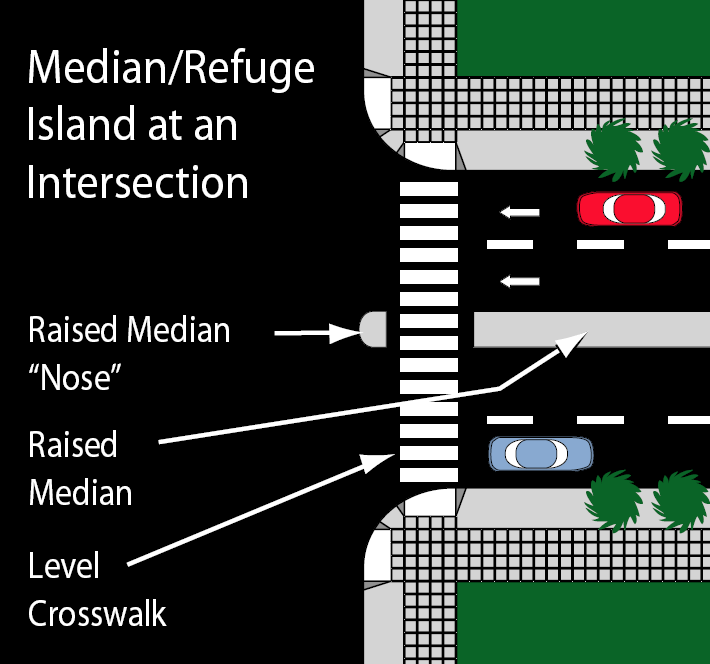 Median/Refuge
Island at an
Intersection
Raised Median
“Nose”
Raised
Median
Level
Crosswalk